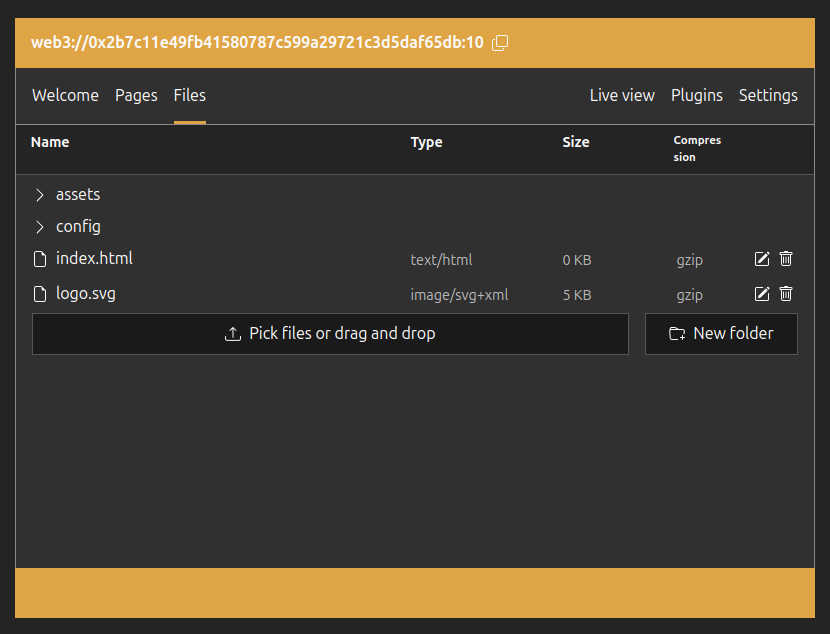 web3://0x2b7c11e49fb41580787c599a29721c3d5daf65db:10
Welcome Pages Files Live view Plugins Settings
Name Type Size Compres
sion
assets
config
index.html text/html 0 KB gzip
logo.svg image/svg+xml 5 KB gzip
Pick files or drag and drop New folder